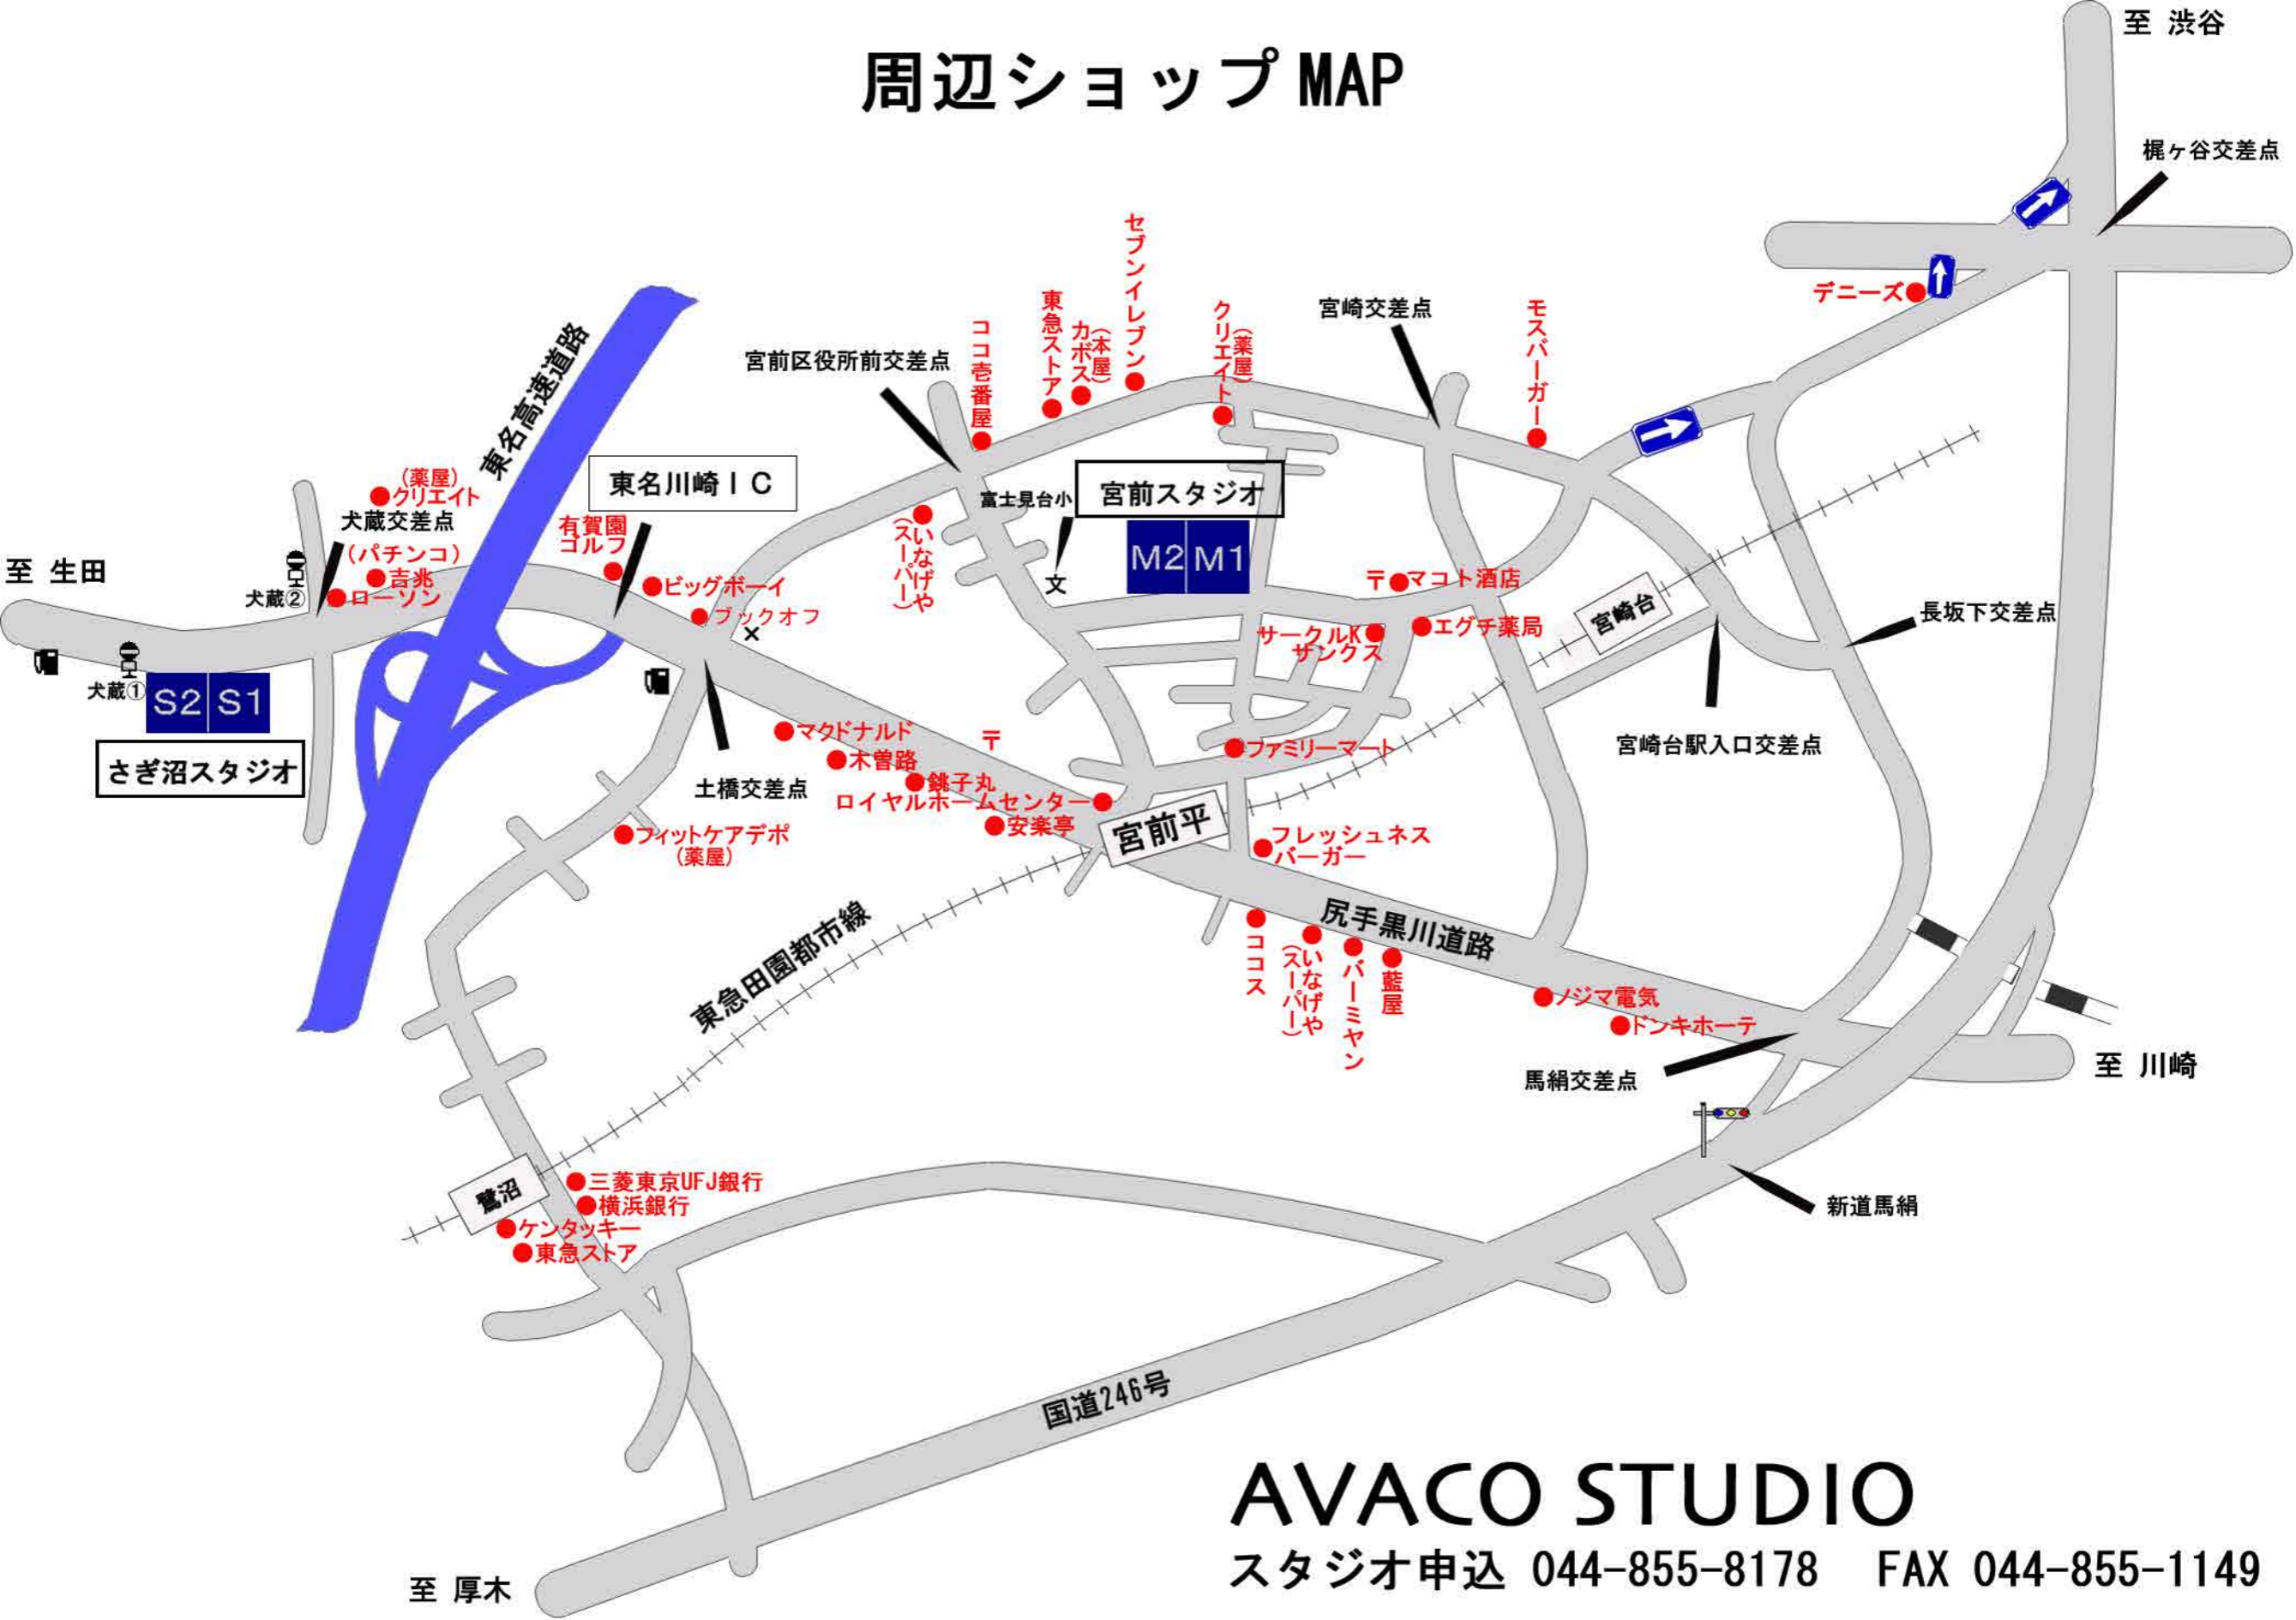 周辺ショップMAP
至 渋谷
梶ヶ谷交差点
デニーズ
セブンイレブン
東急ストア
カボス
(本屋)
ココ壱番屋
クリエイト
(薬屋)
宮崎交差点
モスバーガー
宮前区役所前交差点
東名高速道路
東名川崎IC
(薬屋)
クリエイト
犬蔵交差点
(パチンコ)
吉兆
ローソン
犬蔵②
至 生田
犬蔵①
S2 S1
さぎ沼スタジオ
有賀園
ゴルフ
ビッグボーイ
ブックオフ
いなげや
(スーパー)
富士見台小
文
宮前スタジオ
M2 M1
〒
マコト酒店
エグチ薬局
サークルK
サンクス
宮崎台
長坂下交差点
宮崎台駅入口交差点
ファミリーマート
マクドナルド
木曽路
銚子丸
ロイヤルホームセンター
安楽亭
〒
土橋交差点
フィットケアデポ
(薬屋)
宮前平
フレッシュネス
バーガー
尻手黒川道路
ココス
いなげや
(スーパー)
バーミヤン
藍屋
ノジマ電気
ドンキホーテ
馬絹交差点
至 川崎
新道馬絹
東急田園都市線
鷺沼
三菱東京UFJ銀行
横浜銀行
ケンタッキー
東急ストア
国道246号
至 厚木
AVACO STUDIO
スタジオ申込 044-855-8178 FAX 044-855-1149